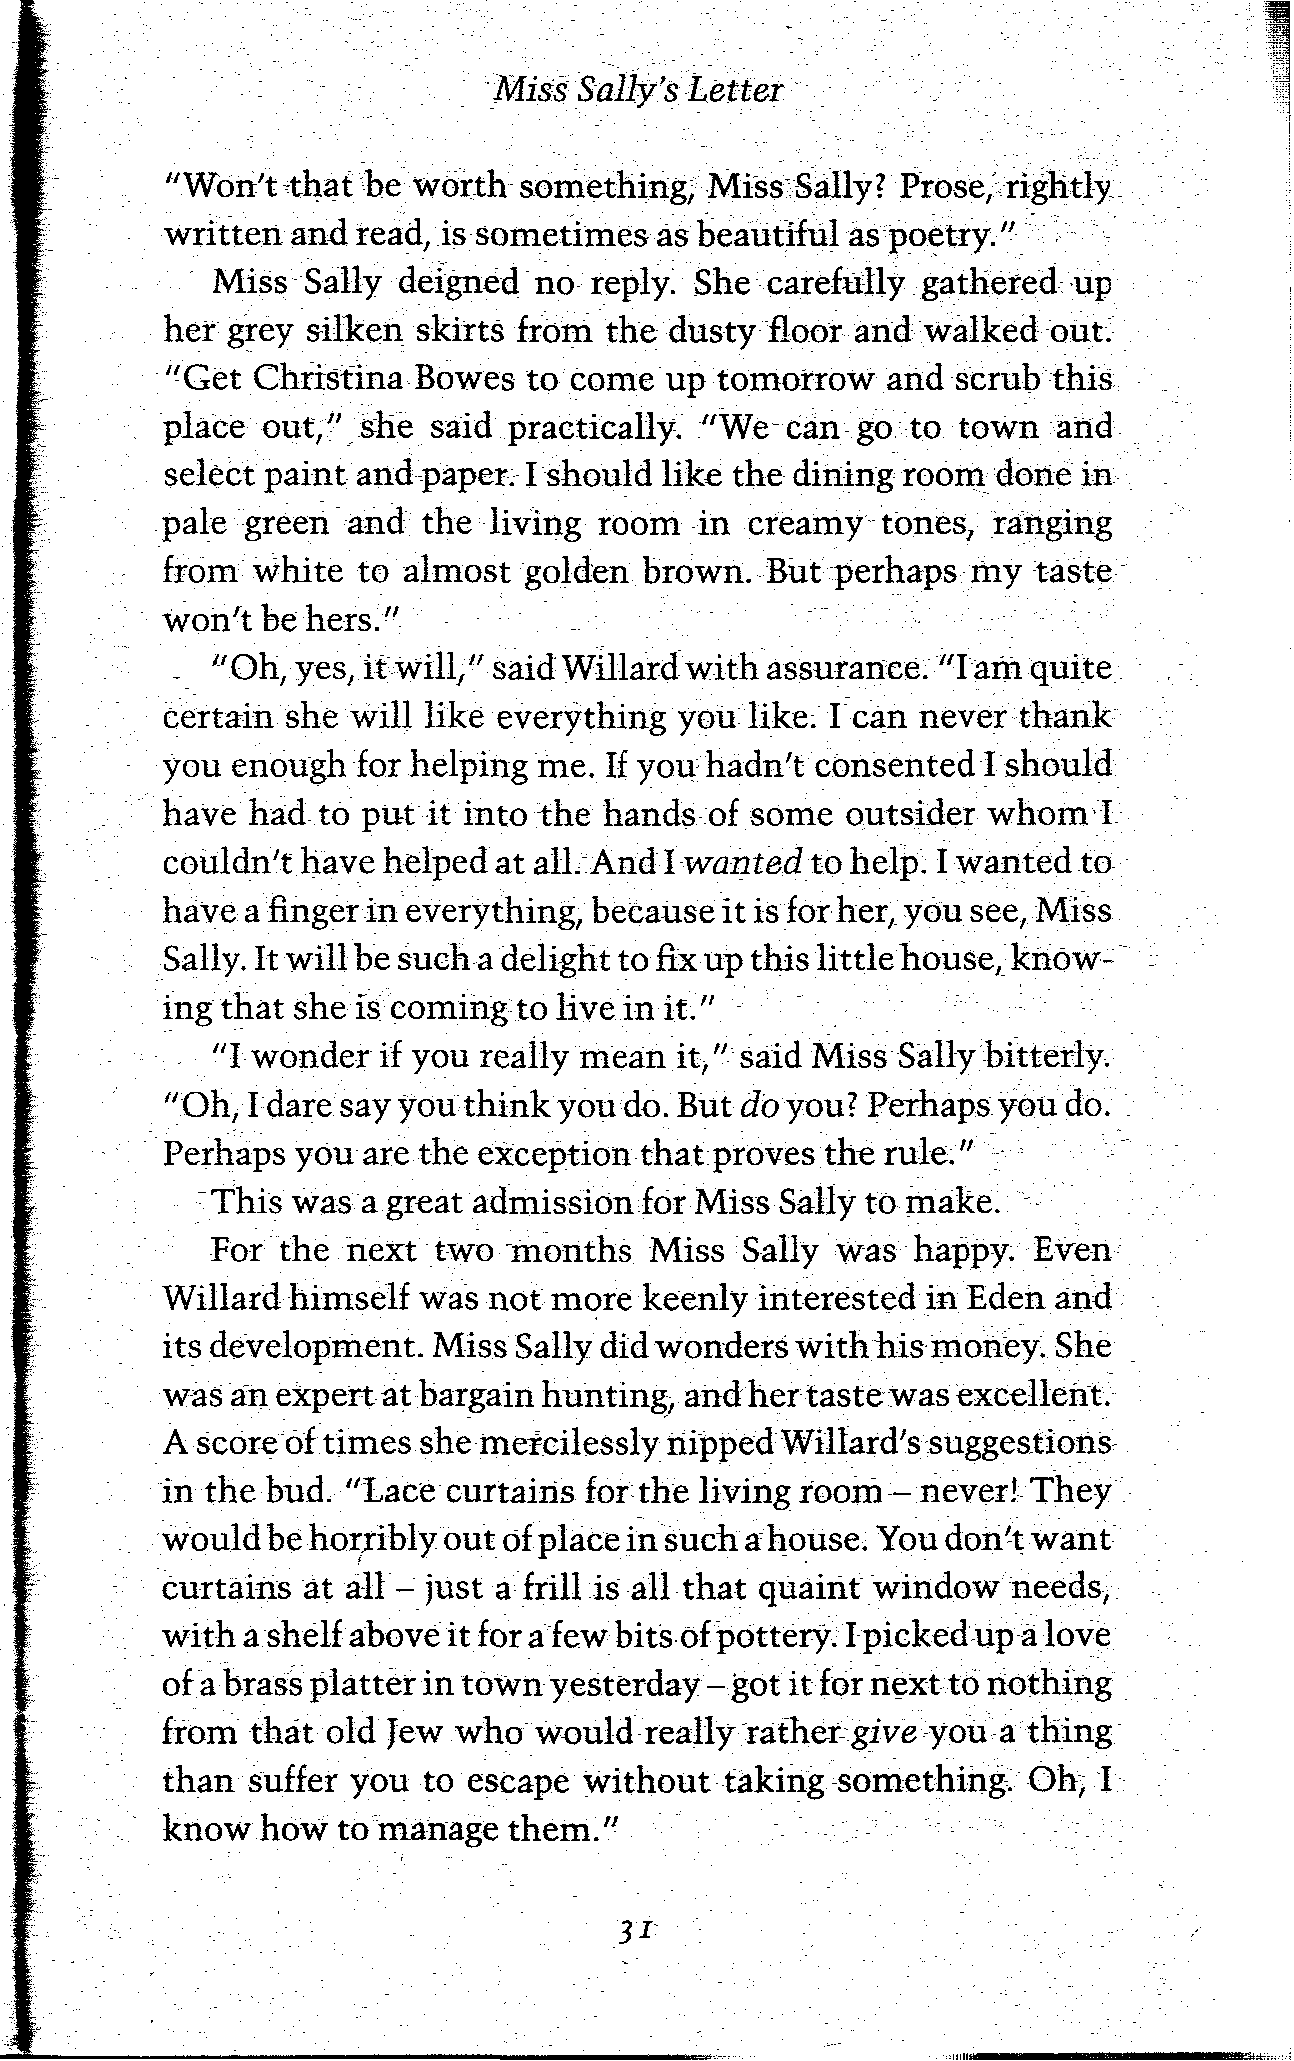 Miss Sally's Letter
"Won't that be worth something, Miss Sally? Prose, rightly
written and read, is sometimes as beautiful as poetry."
Miss Sally deigned no reply. She carefully gathered up
her grey silken skirts from the dusty floor and walked out.
"Get Christina Bowes to come up tomorrow and scrub this
place out," she said practically. "We can go to town and
select paint and paper. I should like the dining room done in
pale green and the living room in creamy tones, ranging
from white to almost golden brown. But perhaps my taste
won't be hers."
"Oh, yes, it will," said Willard with assurance. "I am quite
certain she will like everything you like. I can never thank
you enough for helping me. If you hadn't consented I should
have had to put it into the hands of some outsider whom I
couldn't have helped at all. And I wanted to help. I wanted to
have a finger in everything, because it is for her, you see, Miss
Sally. It will be such a delight to fix up this little house, know-
ing that she is coming to live in it."
"I wonder if you really mean it," said Miss Sally bitterly.
"Oh, I dare say you think you do. But do you? Perhaps you do.
Perhaps you are the exception that proves the rule."
This was a great admission for Miss Sally to make.
For the next two months Miss Sally was happy. Even
Willard himself was not more keenly interested in Eden and
its development. Miss Sally did wonders with his money. She
was an expert at bargain hunting, and her taste was excellent.
A score of times she mercilessly nipped Willard's suggestions
in the bud. "Lace curtains for the living room – never! They
would be horribly out of place in such a house. You don't want
curtains at all – just a frill is all that quaint window needs,
with a shelf above it for a few bits of pottery. I picked up a love
of a brass platter in town yesterday – got it for next to nothing
from that old Jew who would really rather give you a thing
than suffer you to escape without taking something. Oh, I
know how to manage them."
31